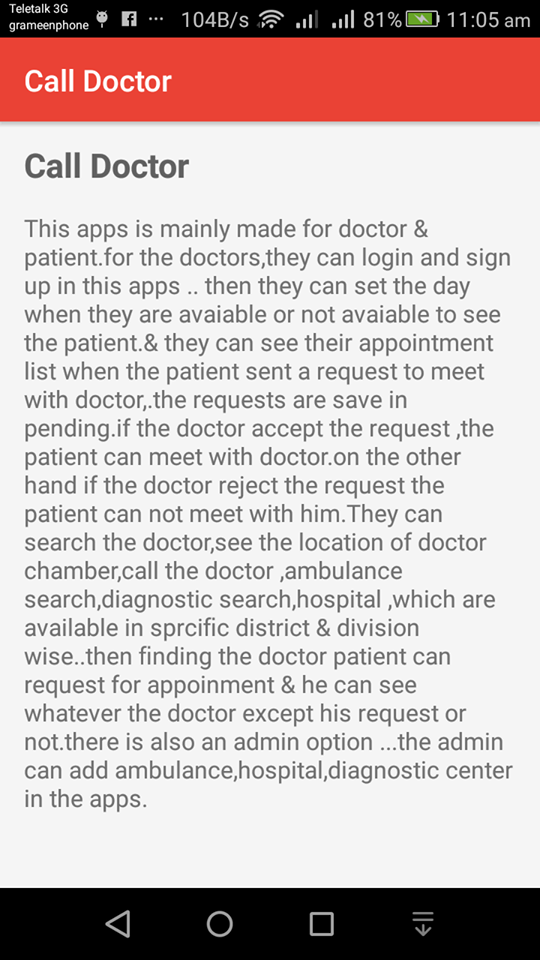 Teletalk 3G
grameenphone
104B/s
81%
11:05 am
Call Doctor
Call Doctor
This apps is mainly made for doctor &
patient.for the doctors,they can login and sign
up in this apps .. then they can set the day
when they are avaiable or not avaiable to see
the patient.& they can see their appointment
list when the patient sent a request to meet
with doctor,.the requests are save in
pending.if the doctor accept the request ,the
patient can meet with doctor.on the other
hand if the doctor reject the request the
patient can not meet with him.They can
search the doctor,see the location of doctor
chamber,call the doctor ,ambulance
search,diagnostic search,hospital ,which are
available in sprcific district & division
wise..then finding the doctor patient can
request for appoinment & he can see
whatever the doctor except his request or
not.there is also an admin option ...the admin
can add ambulance,hospital,diagnostic center
in the apps.